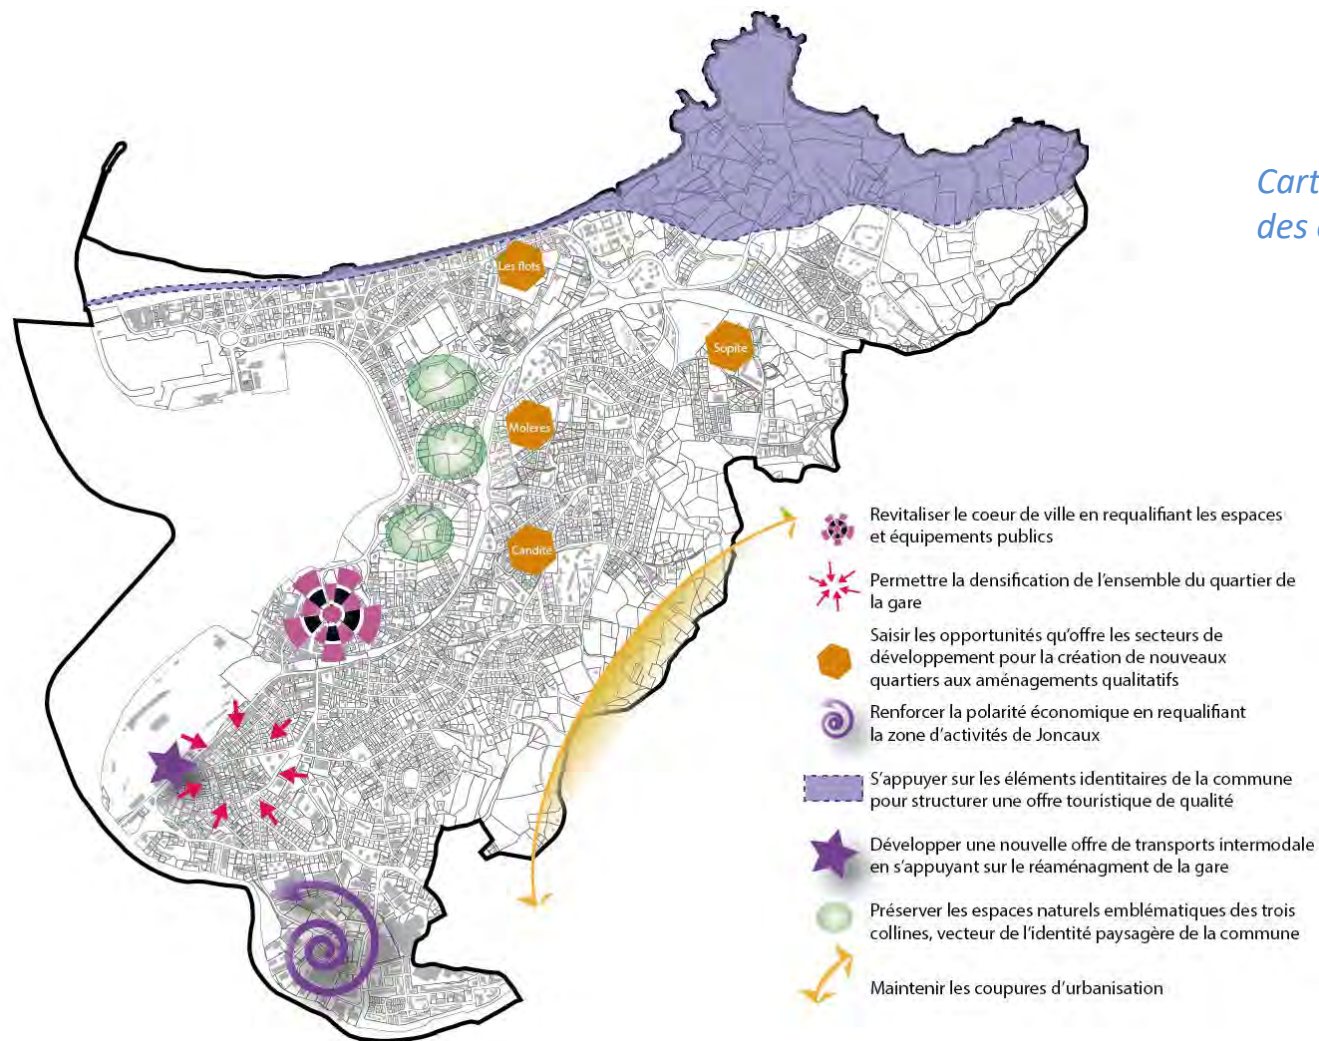 Cart
des
Les flots
Sopite
Moleres
Candité
Revitaliser le coeur de ville en requalifiant les espaces
et équipements publics
Permettre la densification de l'ensemble du quartier de
la gare
Saisir les opportunités qu'offre les secteurs de
développement pour la création de nouveaux
quartiers aux aménagements qualitatifs
Renforcer la polarité économique en requalifiant
la zone d'activités de Joncaux
S'appuyer sur les éléments identitaires de la commune
pour structurer une offre touristique de qualité
Développer une nouvelle offre de transports intermodale
en s'appuyant sur le réaménagment de la gare
Préserver les espaces naturels emblématiques des trois
collines, vecteur de l'identité paysagère de la commune
Maintenir les coupures d'urbanisation